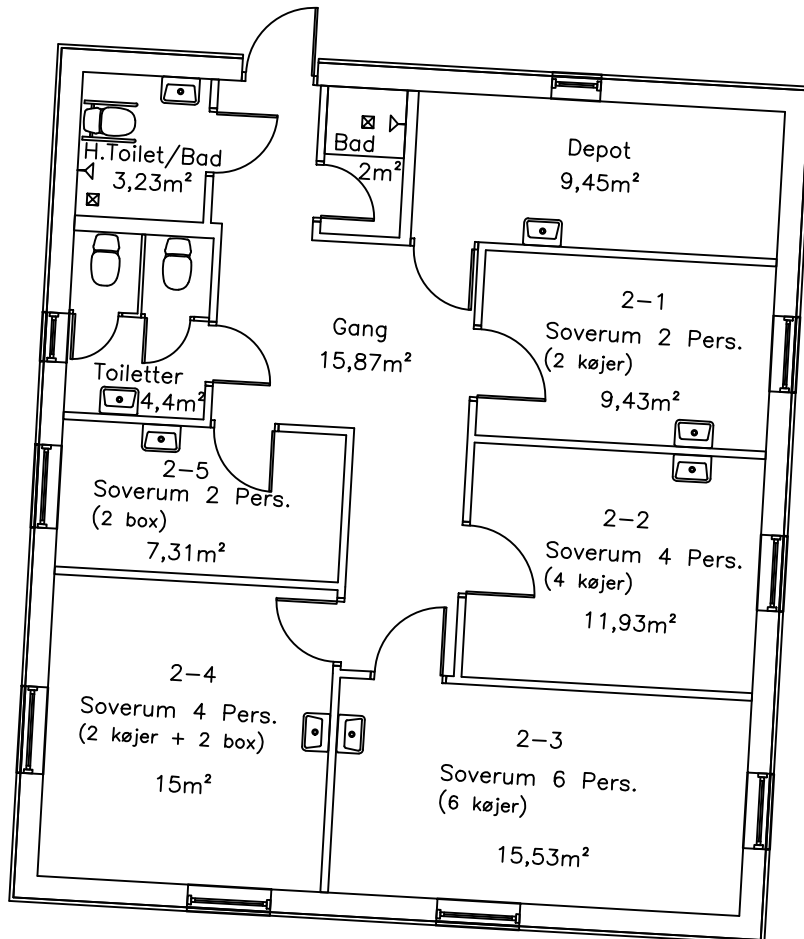 H.Toilet/Bad
3,23m²
Bad
2m²
Depot
9,45m²
2-1
Soverum 2 Pers.
(2 køjer)
9,43m²
Gang
15,87m²
Toiletter
4,4m²
2-5
Soverum 2 Pers.
(2 box)
7,31m²
2-2
Soverum 4 Pers.
(4 køjer)
11,93m²
2-4
Soverum 4 Pers.
(2 køjer + 2 box)
15m²
2-3
Soverum 6 Pers.
(6 køjer)
15,53m²